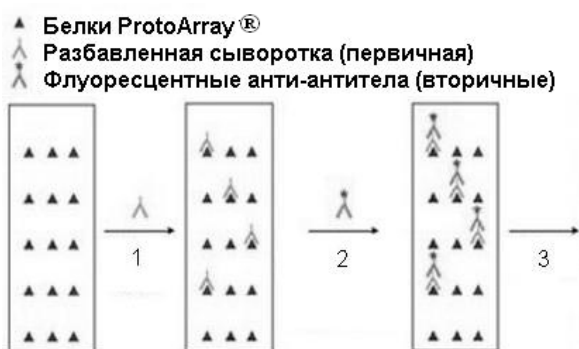 Белки ProtoArray ®
Разбавленная сыворотка (первичная)
Флуоресцентные анти-антитела (вторичные)
1
2
3